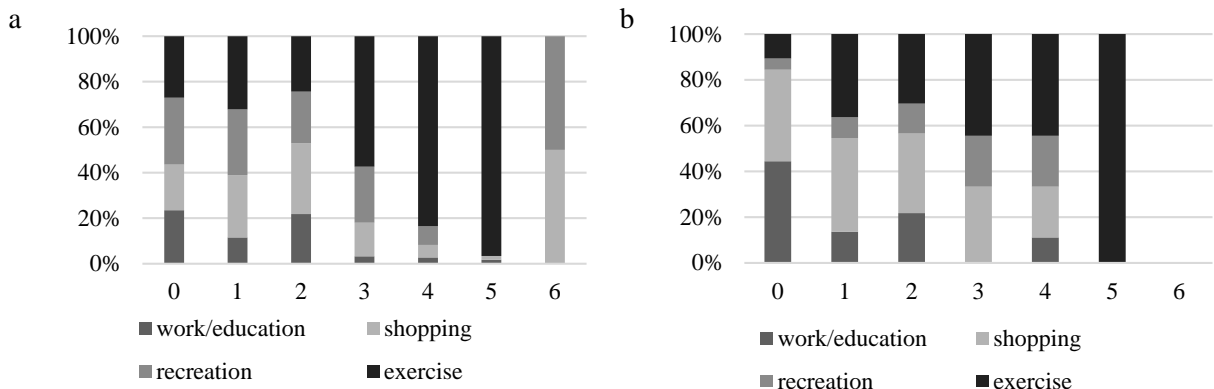 a
100%
80%
60%
40%
20%
0%
0 1 2 3 4 5 6
work/education shopping
recreation exercise
b
100%
80%
60%
40%
20%
0%
0 1 2 3 4 5 6
work/education shopping
recreation exercise